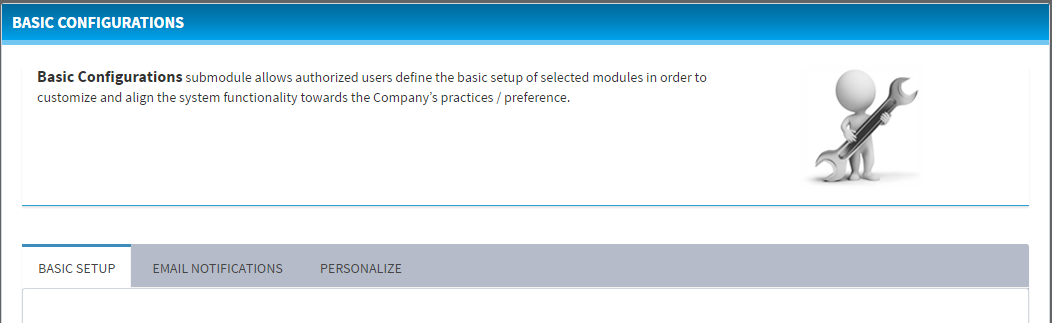 BASIC CONFIGURATIONS
Basic Configurations submodule allows authorized users define the basic setup of selected modules in order to
customize and align the system functionality towards the Company's practices / preference.
BASIC SETUP EMAIL NOTIFICATIONS PERSONALIZE